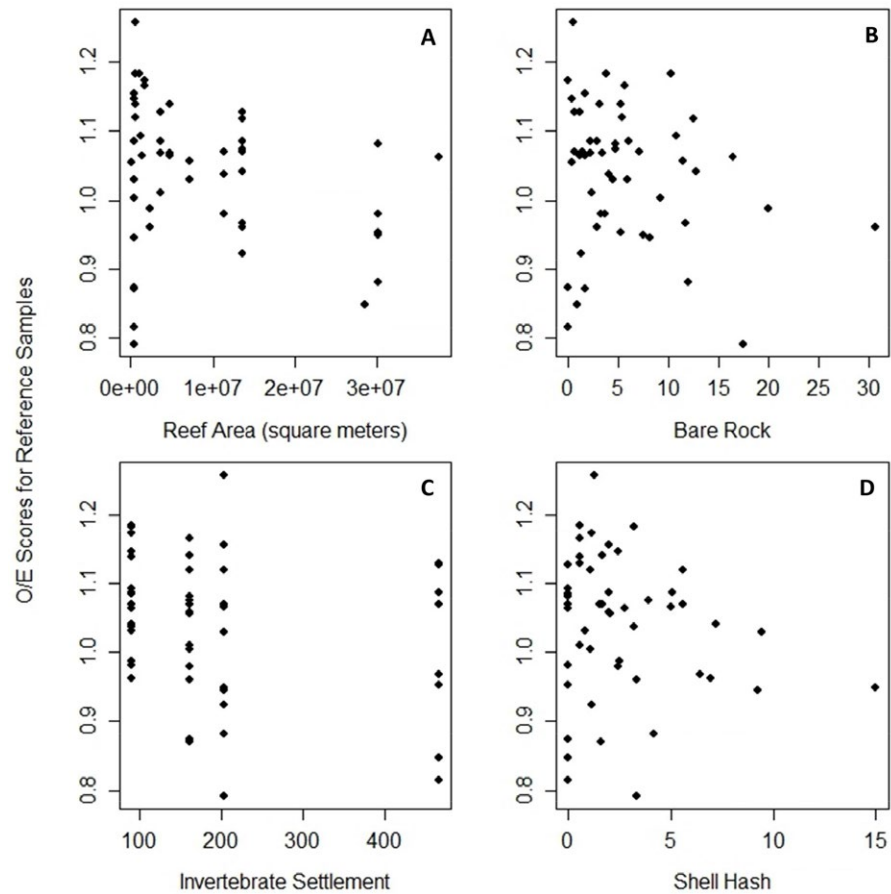 O/E Scores for Reference Samples
A
0.8 0.9 1.0 1.1 1.2
0e+00 1e+07 2e+07 3e+07
Reef Area (square meters)
B
0.8 0.9 1.0 1.1 1.2
0 5 10 15 20 25 30
Bare Rock
C
0.8 0.9 1.0 1.1 1.2
100 200 300 400
Invertebrate Settlement
D
0.8 0.9 1.0 1.1 1.2
0 5 10 15
Shell Hash